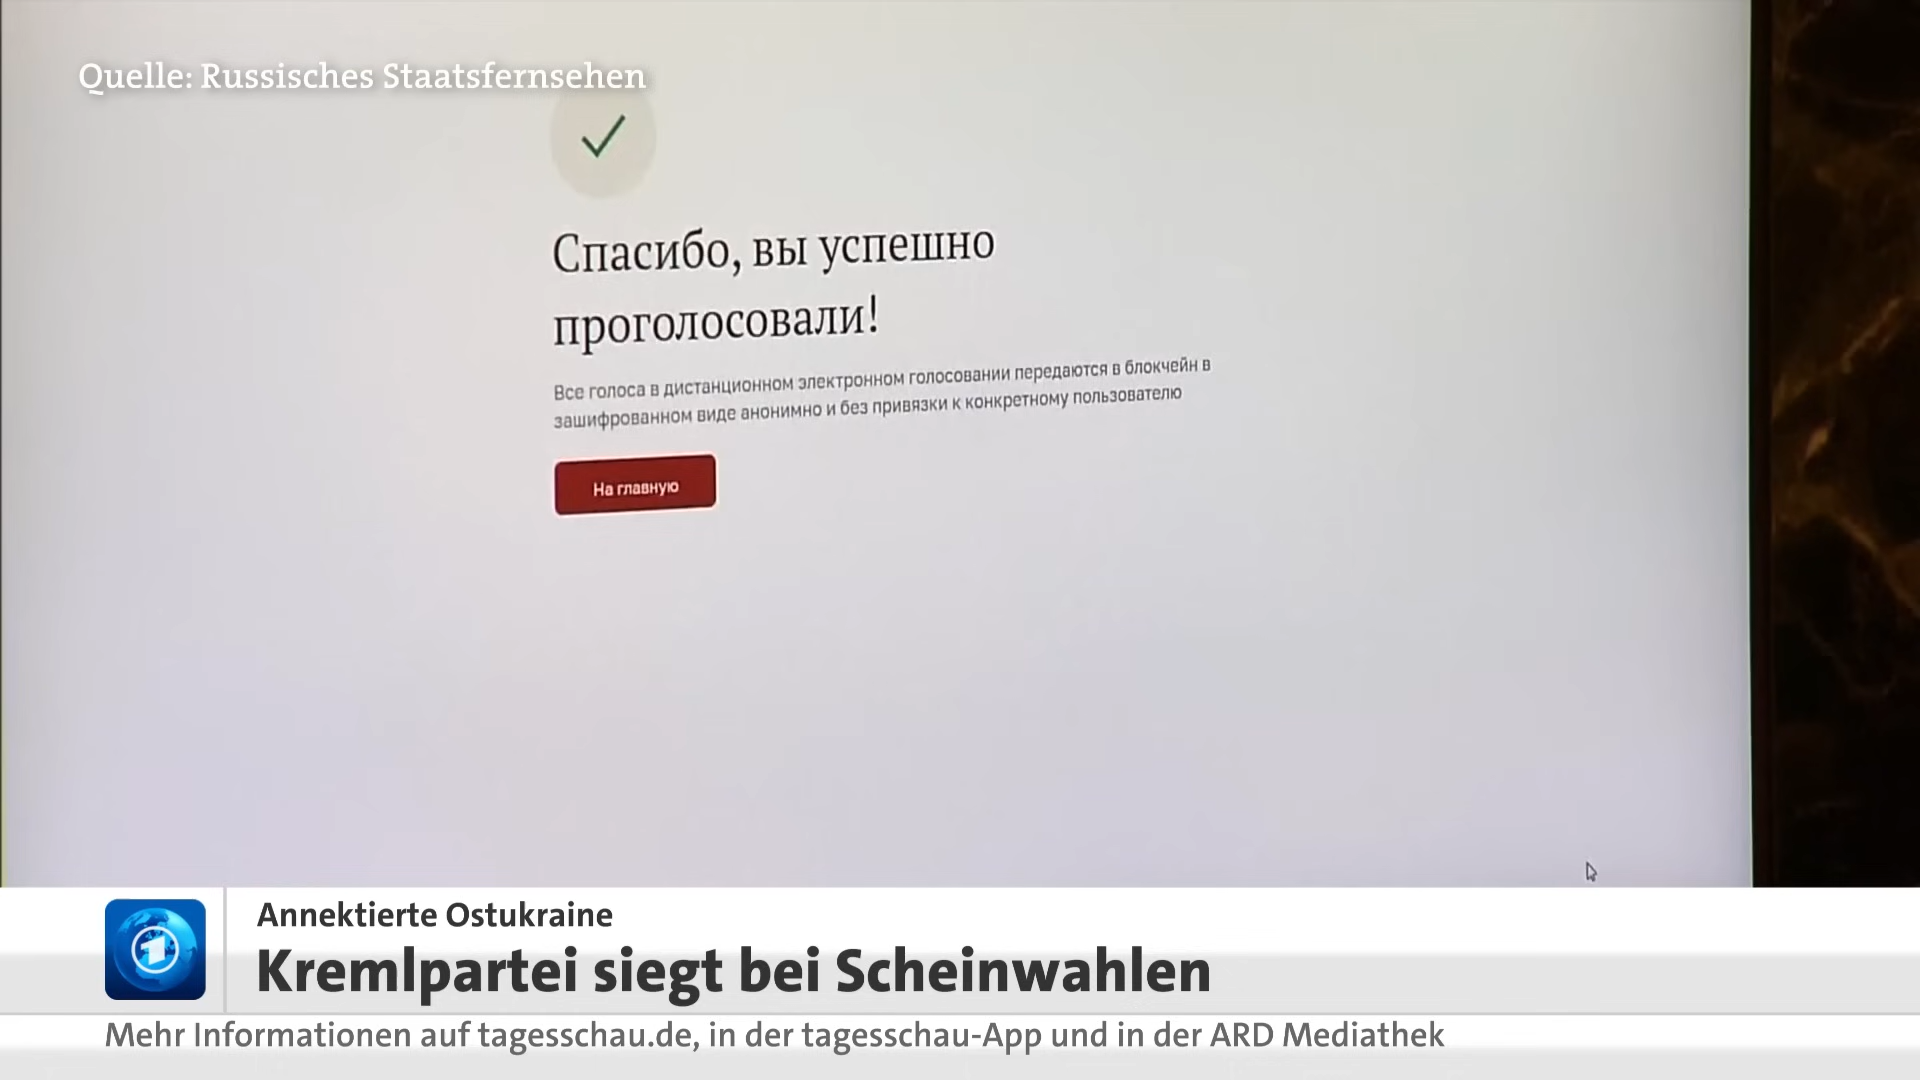 Quelle: Russisches Staatsfernsehen
Спасибо, вы успешно
проголосовали!
Все голоса в дистанционном электронном голосовании передаются в блокчейн в
зашифрованном виде анонимно и без привязки к конкретному пользователю
На главную
Annektierte Ostukraine
Kremlpartei siegt bei Scheinwahlen
Mehr Informationen auf tagesschau.de, in der tagesschau-App und in der ARD Mediathek